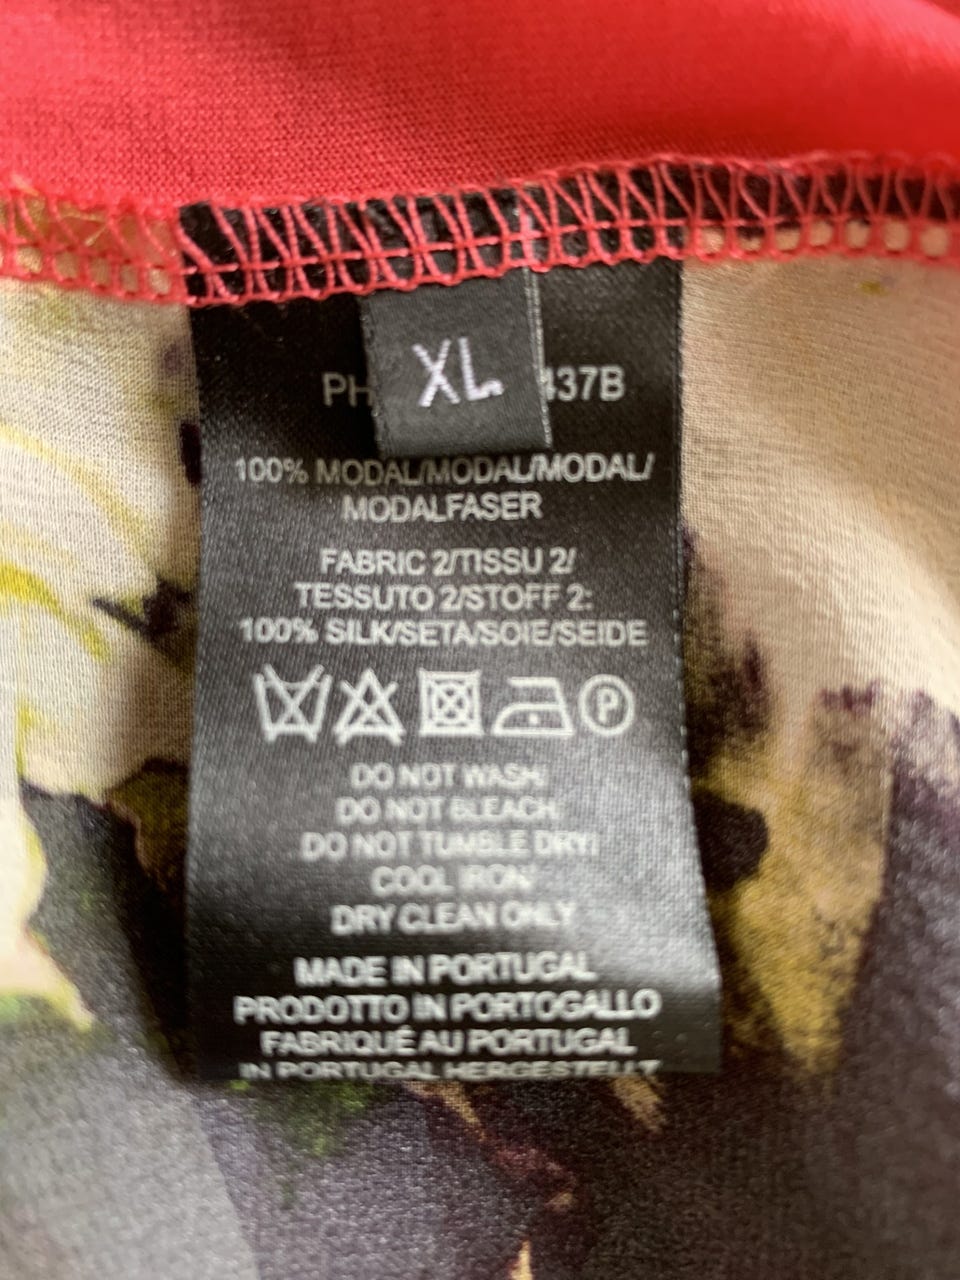 XL
PH 437B
100% MODAL/MODAL/MODAL/
MODALFASER
FABRIC 2/TISSU 2/
TESSUTO 2/STOFF 2:
100% SILK/SETA/SOIE/SEIDE
P
DO NOT WASH
DO NOT BLEACH
DO NOT TUMBLE DRY
COOL IRON
DRY CLEAN ONLY
MADE IN PORTUGAL
PRODOTTO IN PORTOGALLO
FABRIQUÉ AU PORTUGAL
IN PORTUGAL HERGESTELLT